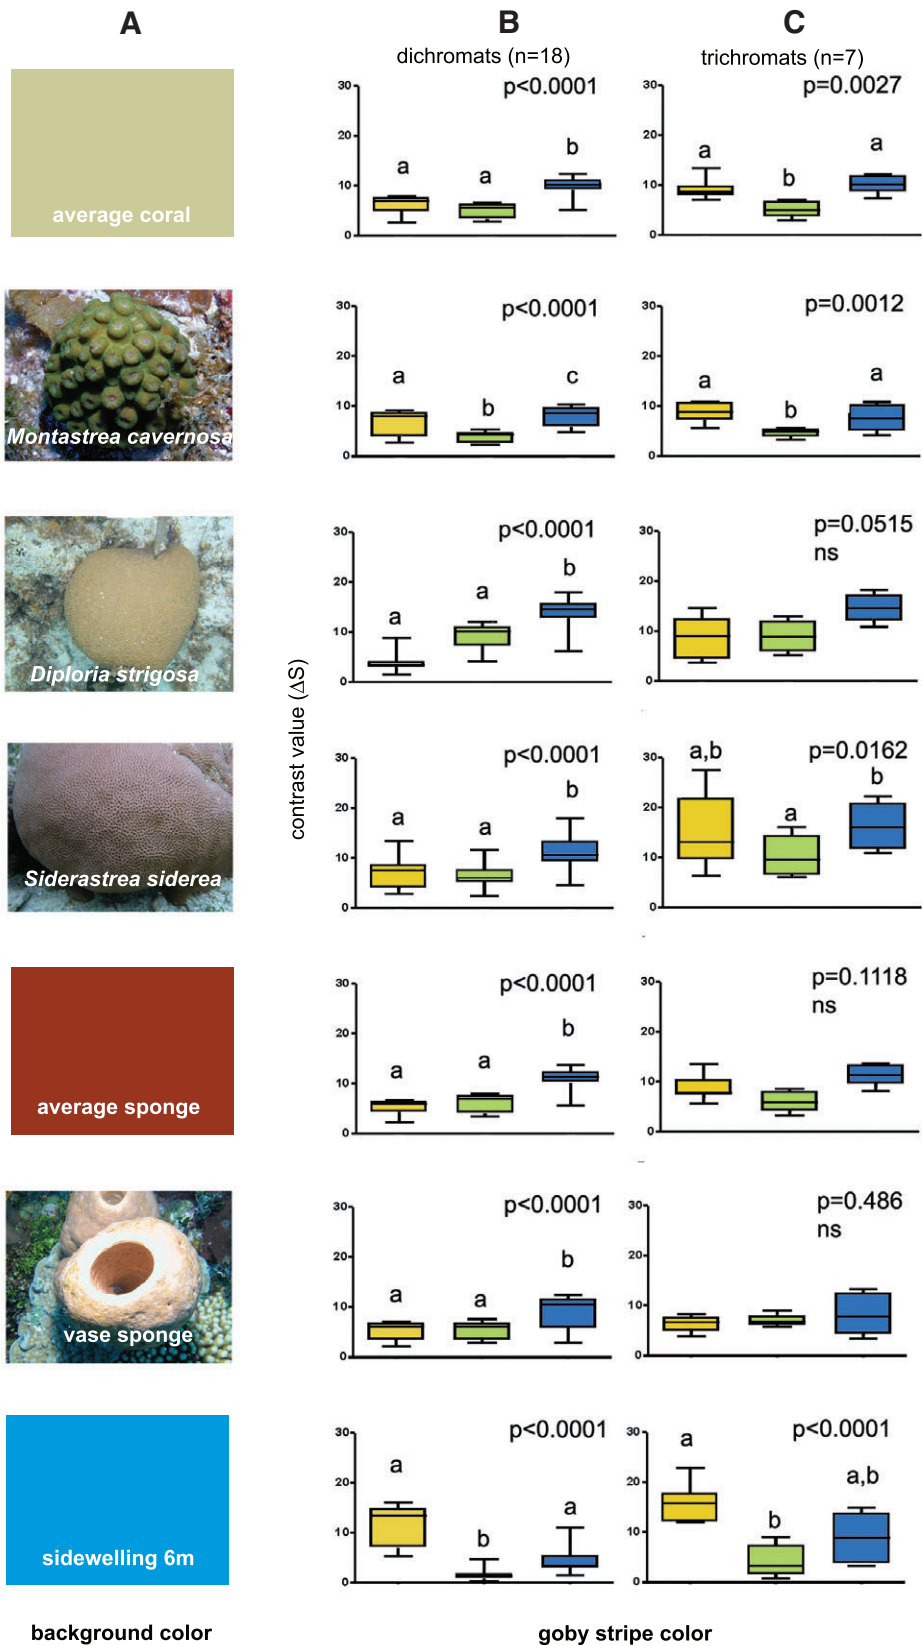 A
B
C
dichromats (n=18)
trichromats (n=7)
average coral
30
20
10
0
p<0.0001
a
a
b
30
20
10
0
p=0.0027
a
b
a
Montastrea cavernosa
30
20
10
0
p<0.0001
a
b
c
30
20
10
0
p=0.0012
a
b
a
Diploria strigosa
30
20
10
0
p<0.0001
a
a
b
30
20
10
0
p=0.0515
ns
contrast value (ΔS)
Siderastrea siderea
30
20
10
0
p<0.0001
a
a
b
30
20
10
0
p=0.0162
a,b
a
b
average sponge
30
20
10
0
p<0.0001
a
a
b
30
20
10
0
p=0.1118
ns
vase sponge
30
20
10
0
p<0.0001
a
a
b
30
20
10
0
p=0.486
ns
sidewelling 6m
30
20
10
0
p<0.0001
a
b
a
30
20
10
0
p<0.0001
a
b
a,b
background color
goby stripe color